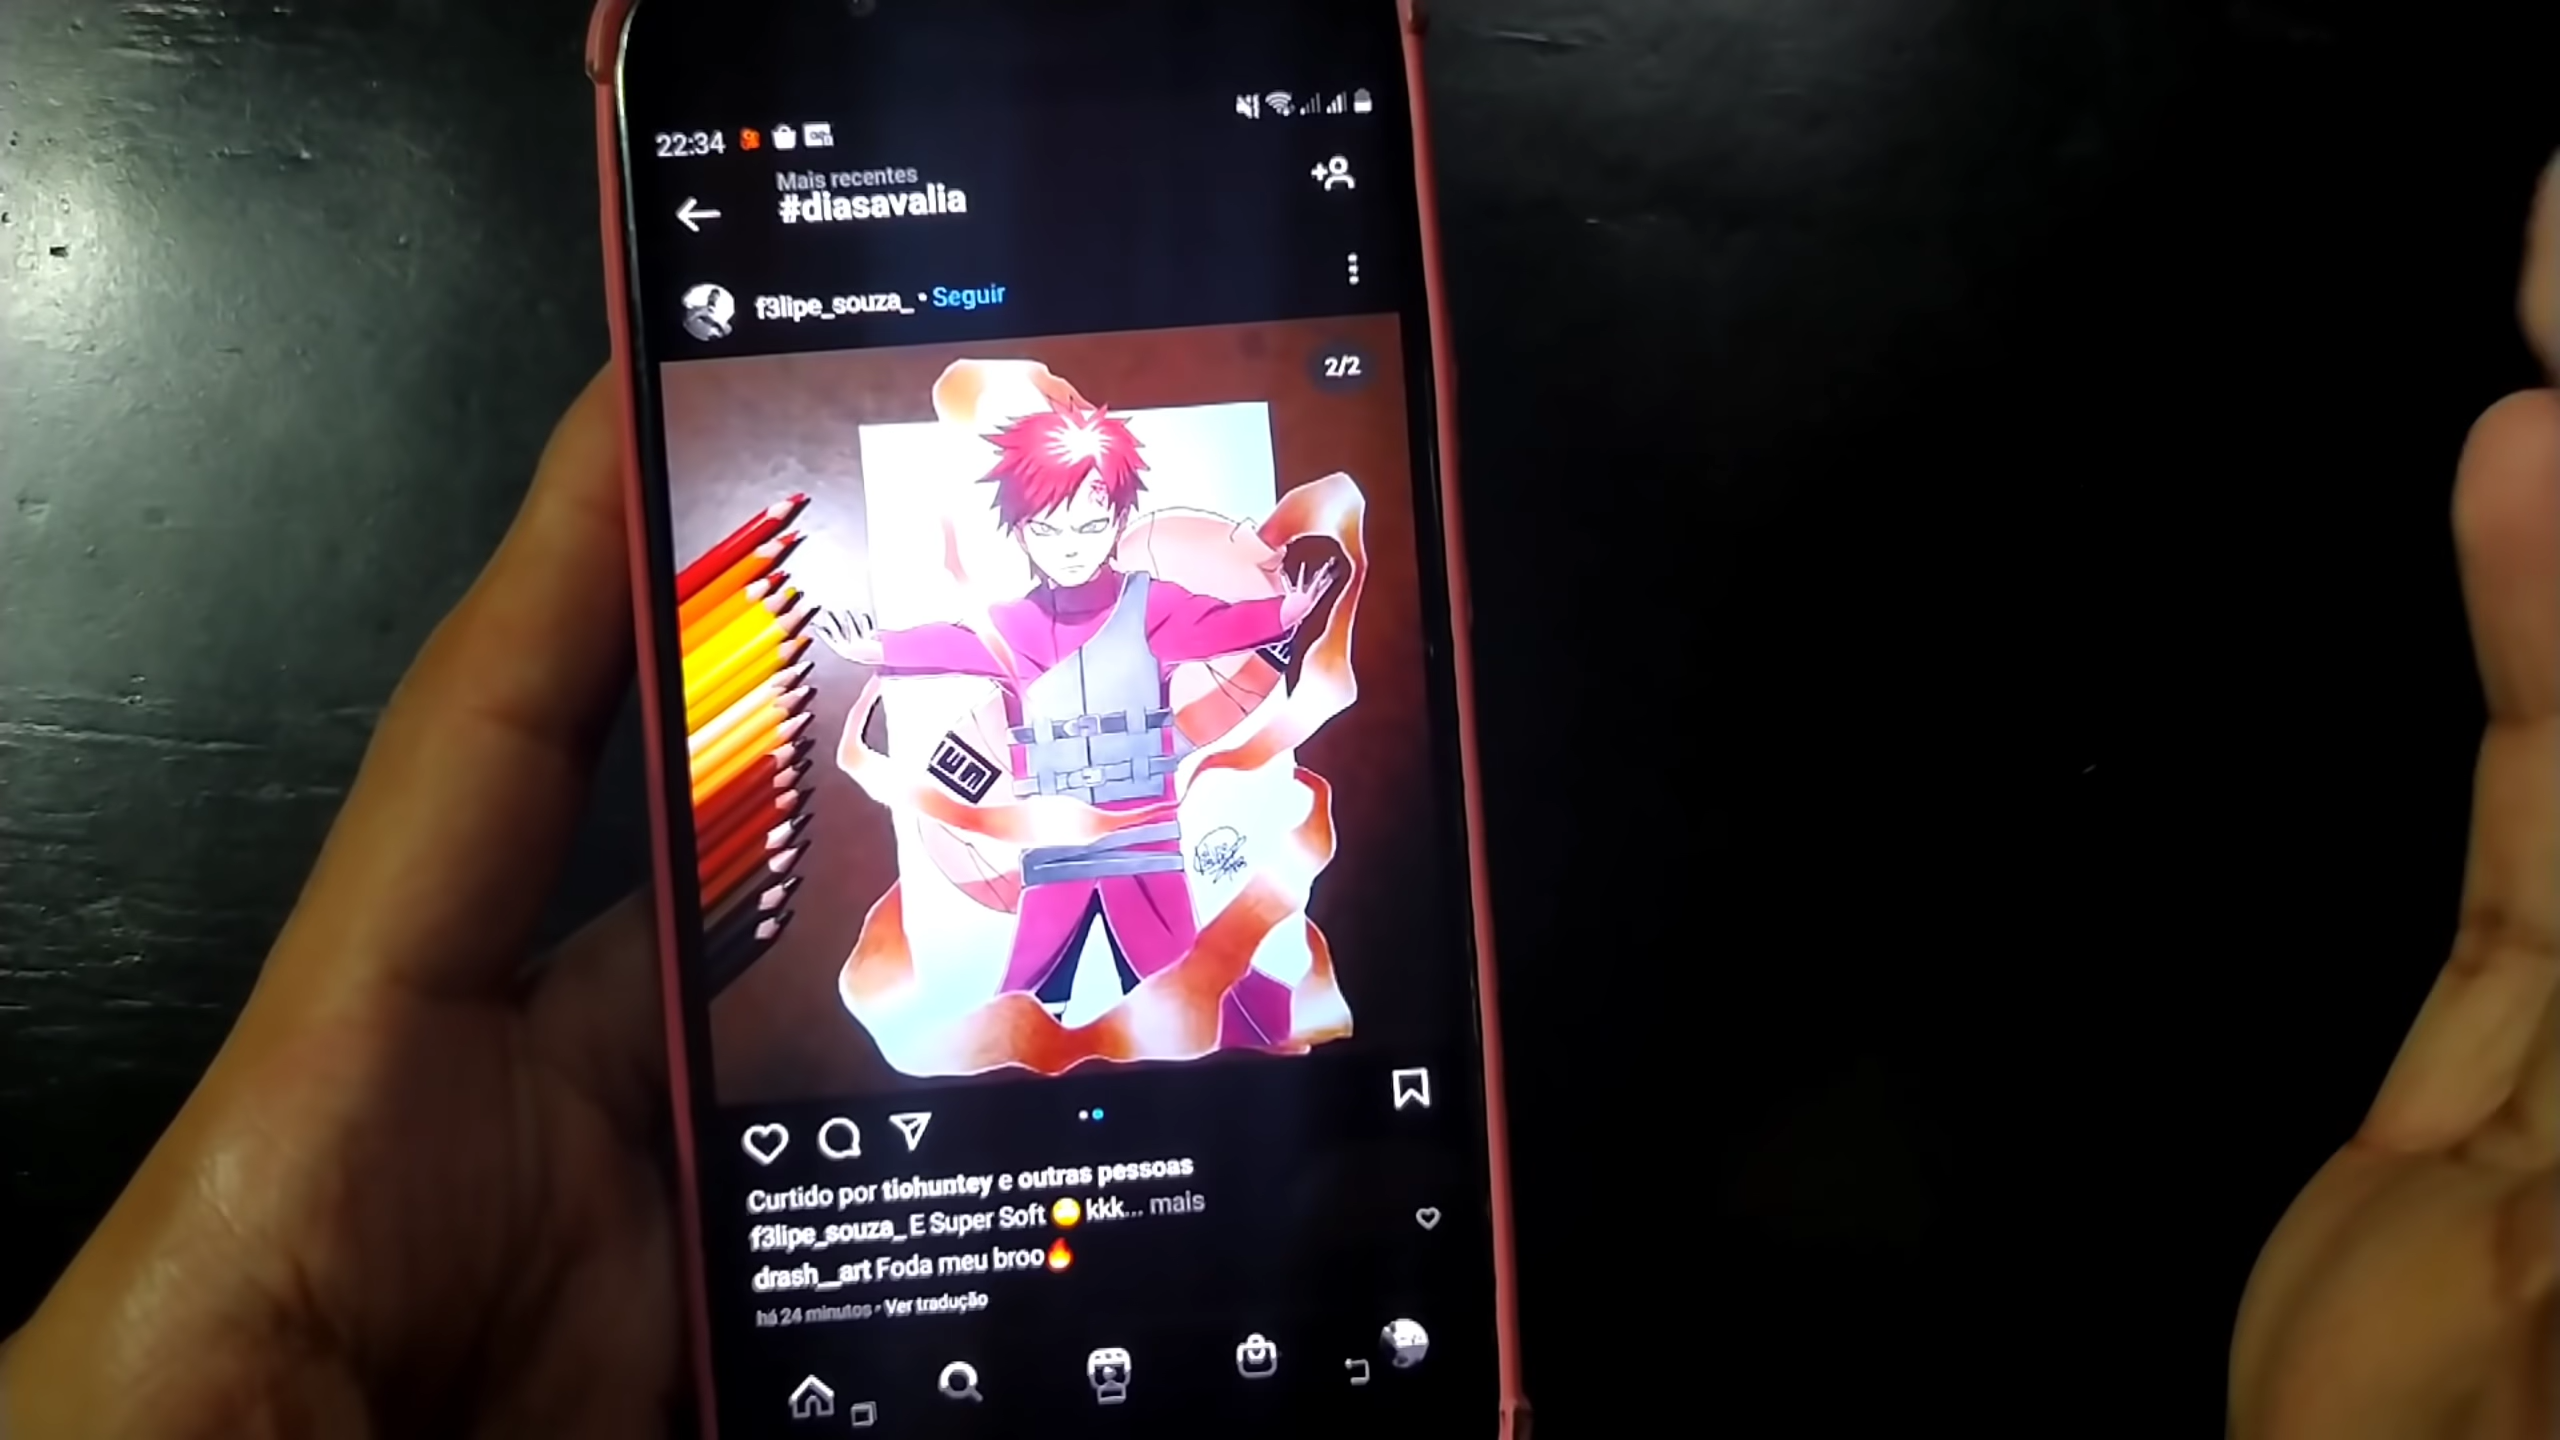 22:34
Mais recentes
#diasavalia
f3lipe_souza_ • Seguir
2/2
Curtido por tiohuntey e outras pessoas
f3lipe_souza_ E Super Soft 😳 kkk... mais
drash__art Foda meu broo🔥
há 24 minutos • Ver tradução